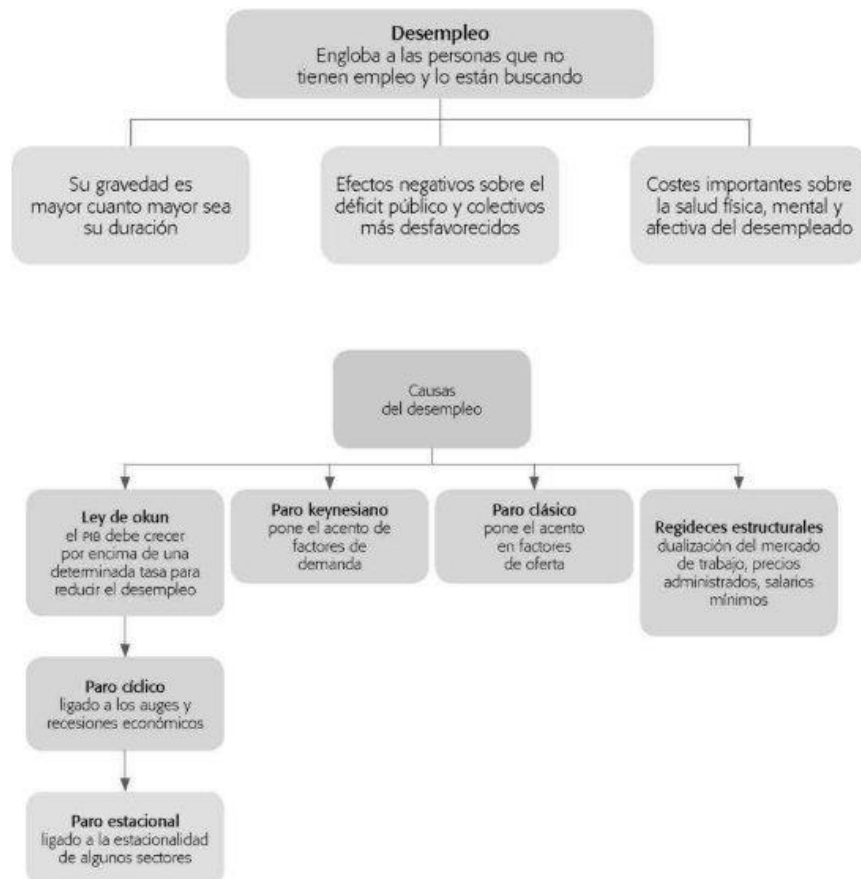 Desempleo
Engloba a las personas que no
tienen empleo y lo están buscando
Su gravedad es
mayor cuanto mayor sea
su duración
Efectos negativos sobre el
déficit público y colectivos
más desfavorecidos
Costes importantes sobre
la salud física, mental y
afectiva del desempleado
Causas
del desempleo
Ley de okun
el PIB debe crecer
por encima de una
determinada tasa para
reducir el desempleo
Paro keynesiano
pone el acento de
factores de
demanda
Paro clásico
pone el acento
en factores
de oferta
Regideces estructurales
dualización del mercado
de trabajo, precios
administrados, salarios
mínimos
Paro cíclico
ligado a los auges y
recesiones económicos
Paro estacional
ligado a la estacionalidad
de algunos sectores